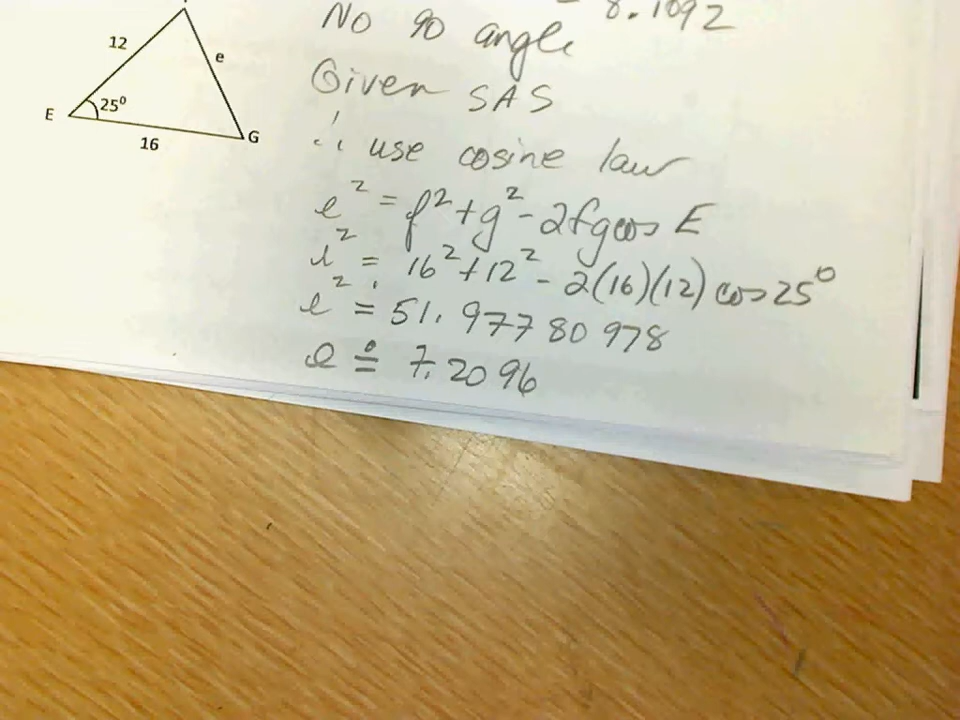 = 8.1092
No 90 angle
Given SAS
∴ use cosine law
e² = f² + g² - 2fg cos E
e² = 16² + 12² - 2(16)(12) cos 25°
e² = 51.97780978
e ≐ 7.2096
12
e
E
25°
16
G